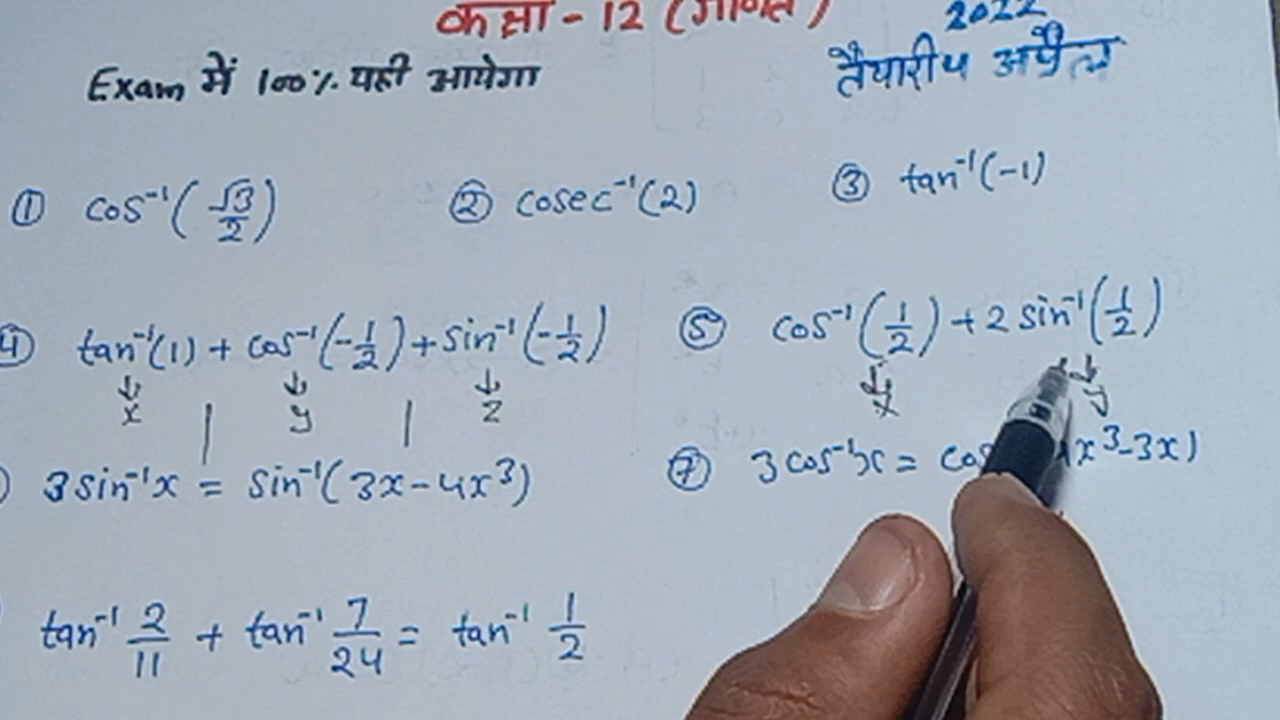 कक्षा - 12 (गणित) 2022
Exam में 100% यही आयेगा तैयारी अप्रैल
① cos⁻¹(√3/2) ② cosec⁻¹(2) ③ tan⁻¹(-1)
④ tan⁻¹(1) + cos⁻¹(-1/2) + sin⁻¹(-1/2) ⑤ cos⁻¹(1/2) + 2 sin⁻¹(1/2)
x y z x y
3 sin⁻¹x = sin⁻¹(3x - 4x³) ⑦ 3 cos⁻¹x = cos x³ - 3x)
tan⁻¹ 2/11 + tan⁻¹ 7/24 = tan⁻¹ 1/2